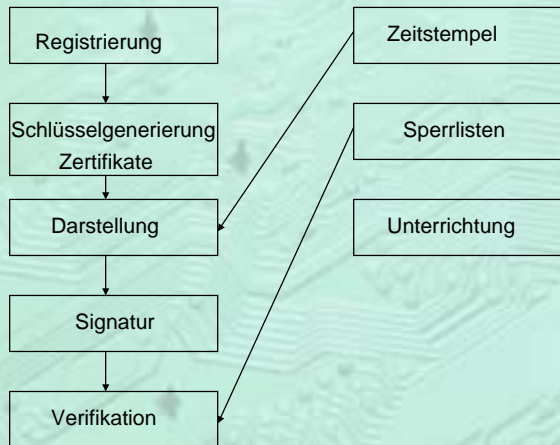 Registrierung
Schlüsselgenerierung
Zertifikate
Darstellung
Signatur
Verifikation
Zeitstempel
Sperrlisten
Unterrichtung